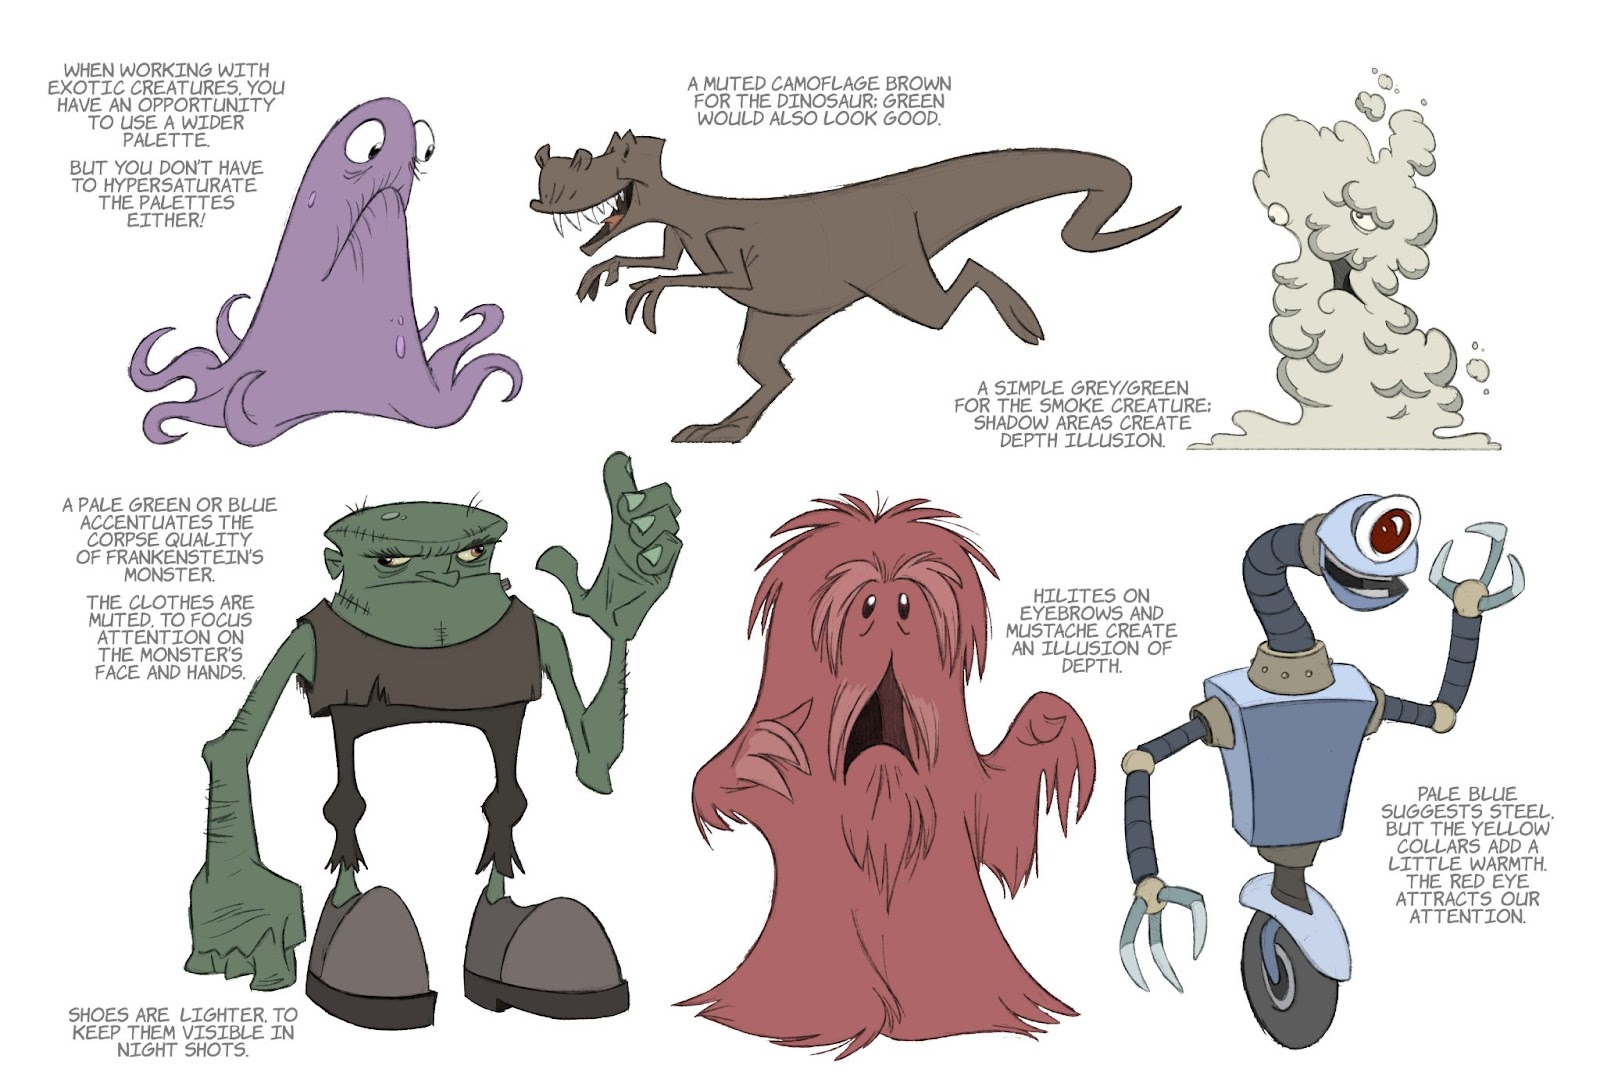 WHEN WORKING WITH
EXOTIC CREATURES, YOU
HAVE AN OPPORTUNITY
TO USE A WIDER
PALETTE.
BUT YOU DON'T HAVE
TO HYPERSATURATE
THE PALETTES
EITHER!
A MUTED CAMOFLAGE BROWN
FOR THE DINOSAUR; GREEN
WOULD ALSO LOOK GOOD.
A SIMPLE GREY/GREEN
FOR THE SMOKE CREATURE;
SHADOW AREAS CREATE
DEPTH ILLUSION.
A PALE GREEN OR BLUE
ACCENTUATES THE
CORPSE QUALITY
OF FRANKENSTEIN'S
MONSTER.
THE CLOTHES ARE
MUTED, TO FOCUS
ATTENTION ON
THE MONSTER'S
FACE AND HANDS.
SHOES ARE LIGHTER, TO
KEEP THEM VISIBLE IN
NIGHT SHOTS.
HILITES ON
EYEBROWS AND
MUSTACHE CREATE
AN ILLUSION OF
DEPTH.
PALE BLUE
SUGGESTS STEEL,
BUT THE YELLOW
COLLARS ADD A
LITTLE WARMTH.
THE RED EYE
ATTRACTS OUR
ATTENTION.